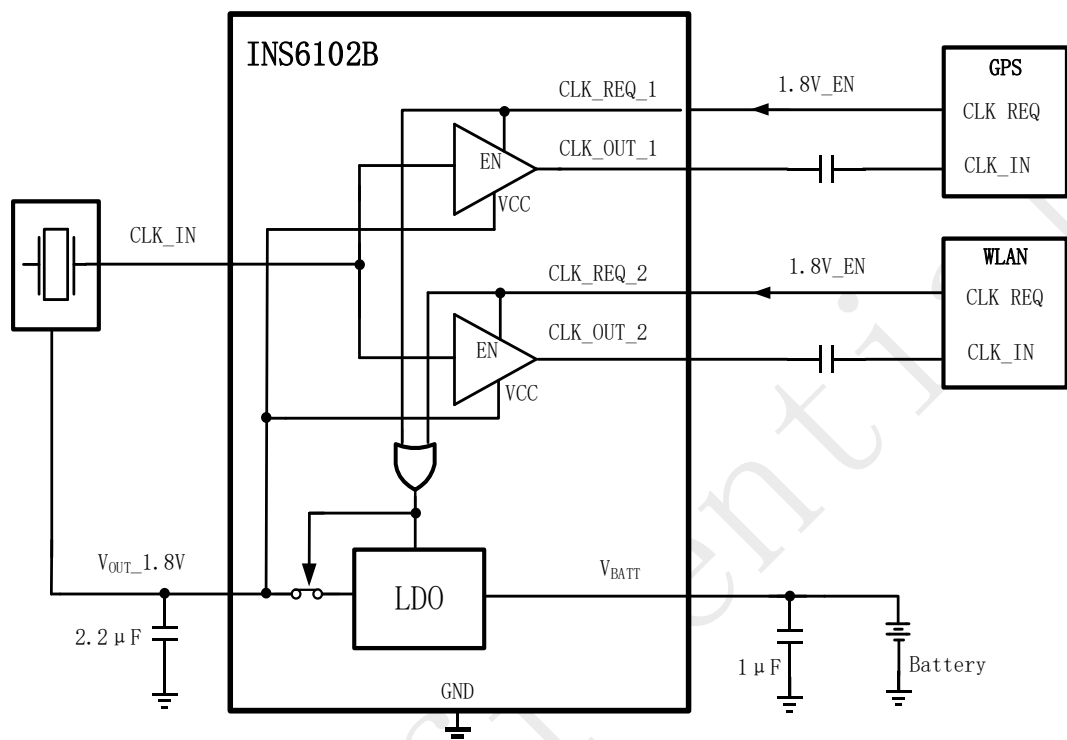 INS6102B
GPS
CLK_REQ_1
1.8V_EN
CLK REQ
EN
CLK_OUT_1
CLK_IN
VCC
CLK_IN
WLAN
CLK_REQ_2
1.8V_EN
CLK REQ
EN
CLK_OUT_2
CLK_IN
VCC
VOUT_1.8V
LDO
VBATT
2.2μF
1μF
Battery
GND